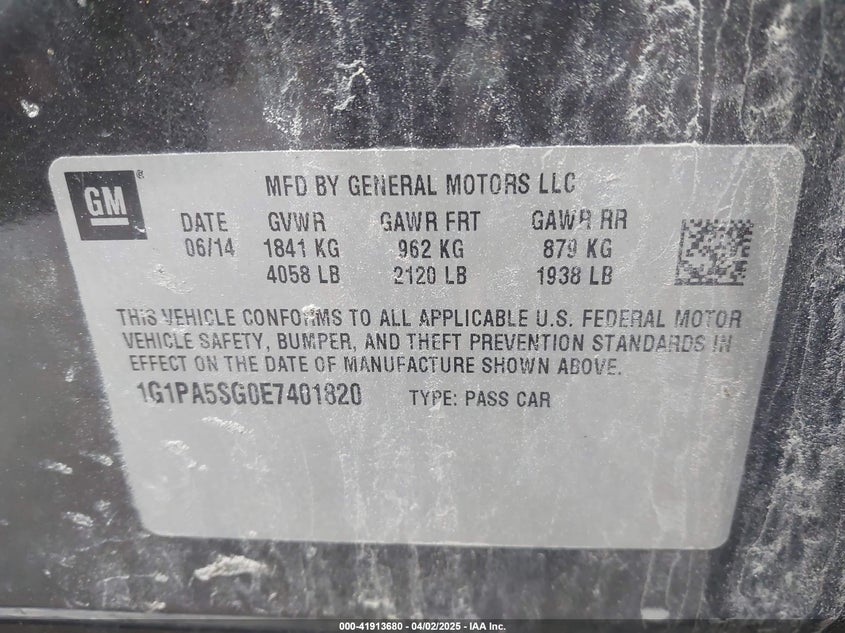 GM®
MFD BY GENERAL MOTORS LLC
DATE GVWR GAWR FRT GAWR RR
06/14 1841 KG 962 KG 879 KG
4058 LB 2120 LB 1938 LB
THIS VEHICLE CONFORMS TO ALL APPLICABLE U.S. FEDERAL MOTOR
VEHICLE SAFETY, BUMPER, AND THEFT PREVENTION STANDARDS IN
EFFECT ON THE DATE OF MANUFACTURE SHOWN ABOVE.
1G1PA5SG0E7401820 TYPE: PASS CAR
000-41913680 - 04/02/2025 - IAA Inc.